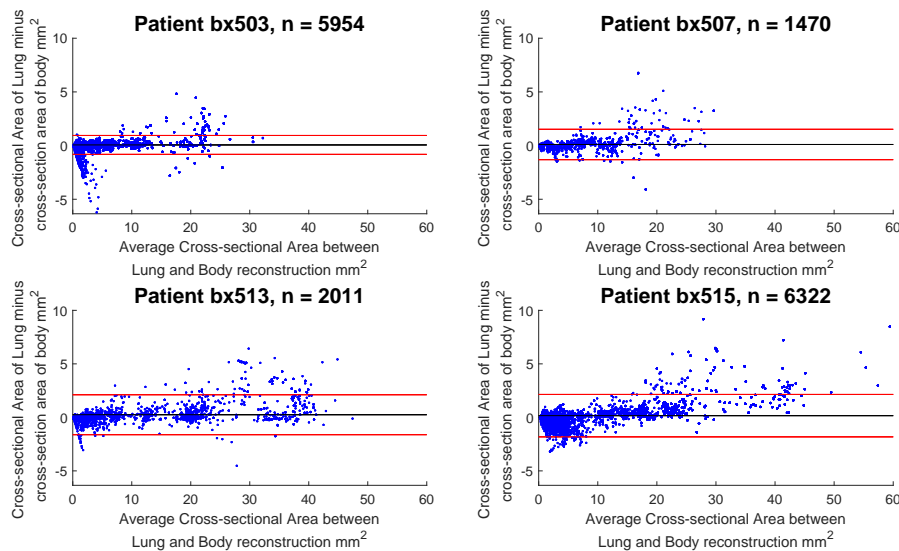 Patient bx503, n = 5954
Cross-sectional Area of Lung minus
cross-section area of body mm²
10
5
0
-5
0 10 20 30 40 50 60
Average Cross-sectional Area between
Lung and Body reconstruction mm²
Patient bx507, n = 1470
Cross-sectional Area of Lung minus
cross-section area of body mm²
10
5
0
-5
0 10 20 30 40 50 60
Average Cross-sectional Area between
Lung and Body reconstruction mm²
Patient bx513, n = 2011
Cross-sectional Area of Lung minus
cross-section area of body mm²
10
5
0
-5
0 10 20 30 40 50 60
Average Cross-sectional Area between
Lung and Body reconstruction mm²
Patient bx515, n = 6322
Cross-sectional Area of Lung minus
cross-section area of body mm²
10
5
0
-5
0 10 20 30 40 50 60
Average Cross-sectional Area between
Lung and Body reconstruction mm²